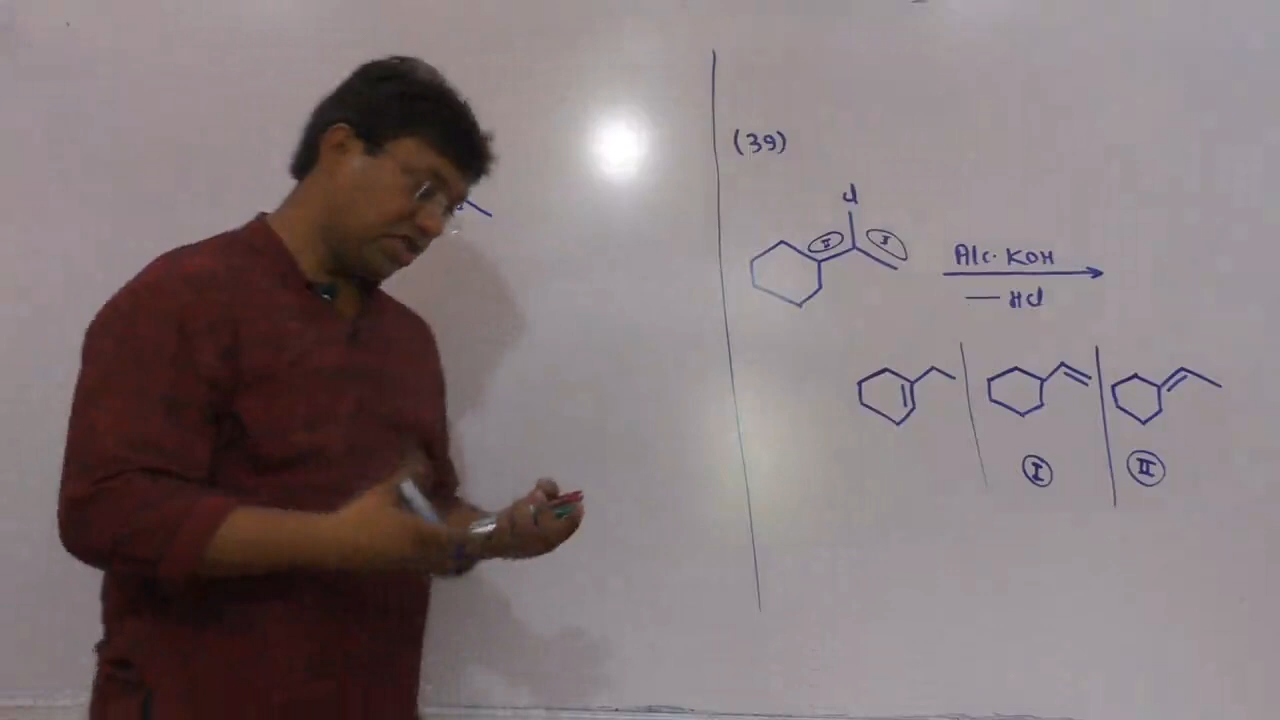 (39)
Cl
II I
Alc. KOH
— HCl
I II